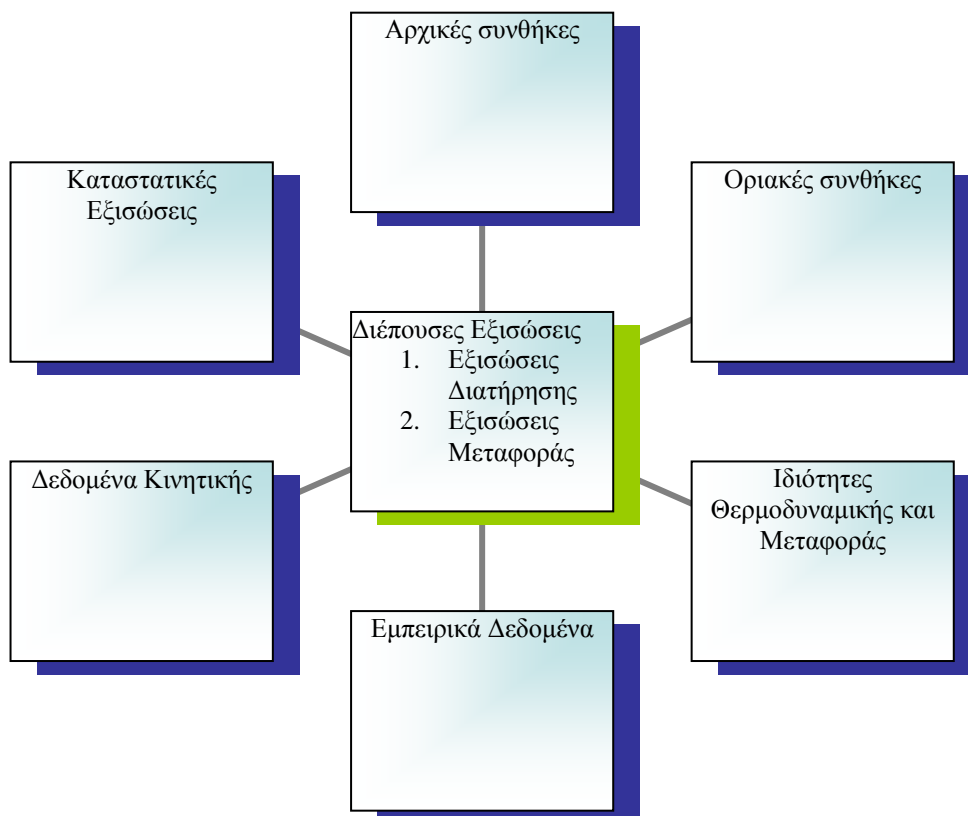 Αρχικές συνθήκες
Καταστατικές
Εξισώσεις
Οριακές συνθήκες
Διέπουσες Εξισώσεις
1. Εξισώσεις
Διατήρησης
2. Εξισώσεις
Μεταφοράς
Δεδομένα Κινητικής
Ιδιότητες
Θερμοδυναμικής και
Μεταφοράς
Εμπειρικά Δεδομένα